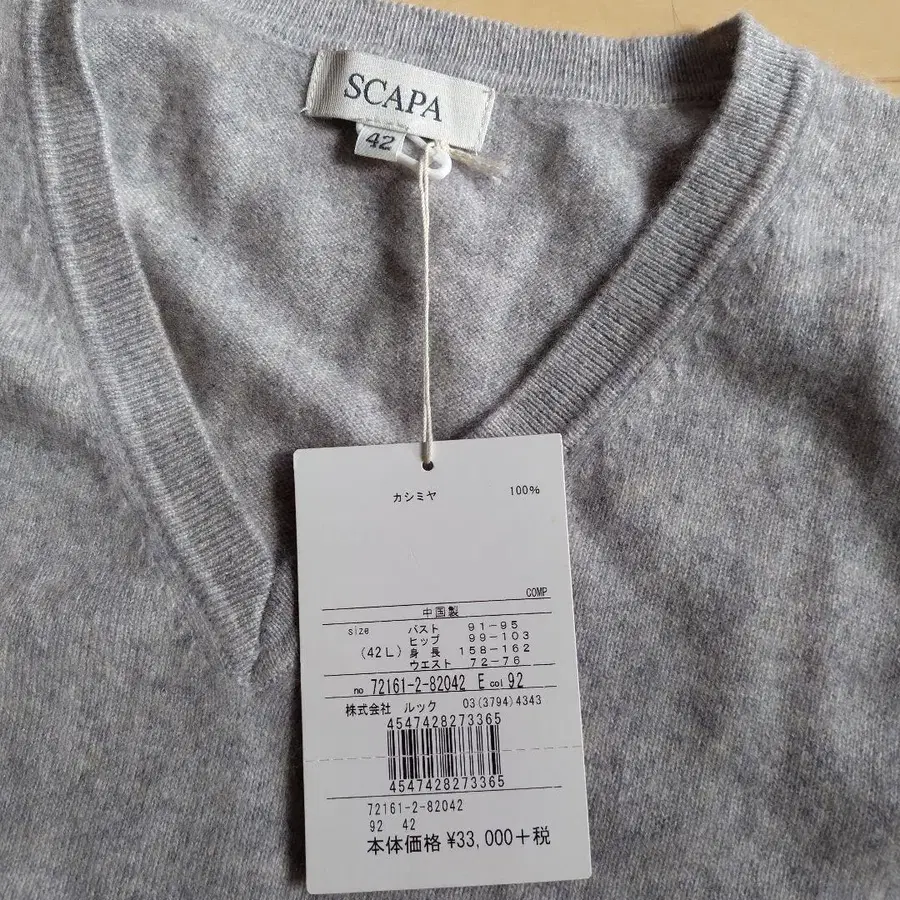 SCAPA
42
カシミヤ 100%
COMP
中国製
size バスト 91-95
ヒップ 99-103
(42L) 身長 158-162
ウエスト 72-76
no 72161-2-82042 E col 92
株式会社 ルック 03(3794)4343
4547428273365
4547428273365
72161-2-82042
92 42
本体価格 ¥33,000+税